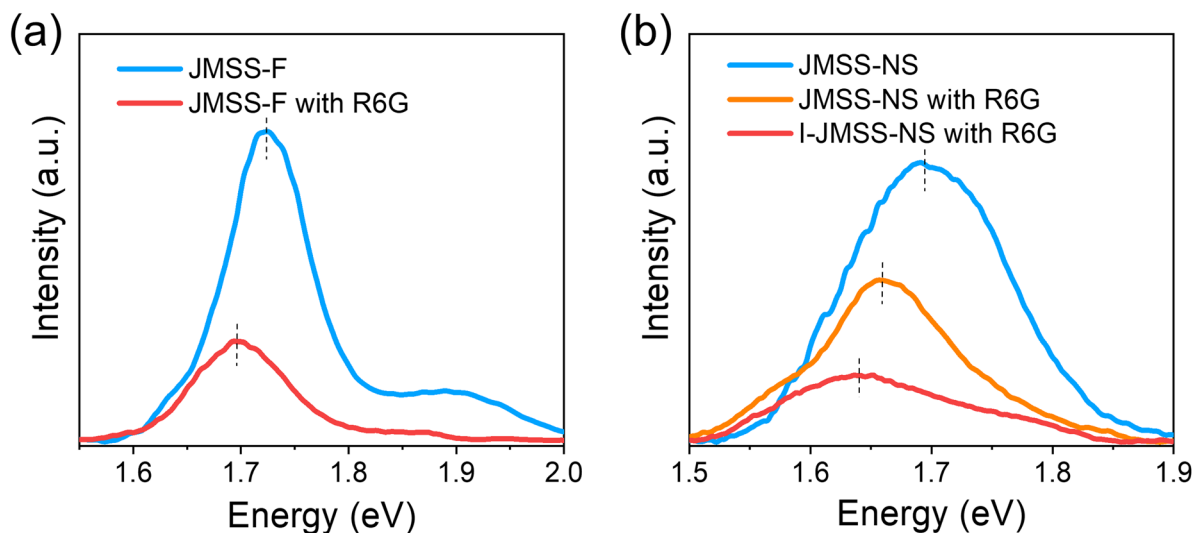 (a)
JMSS-F
JMSS-F with R6G
Intensity (a.u.)
1.6 1.7 1.8 1.9 2.0
Energy (eV)
(b)
JMSS-NS
JMSS-NS with R6G
I-JMSS-NS with R6G
Intensity (a.u.)
1.5 1.6 1.7 1.8 1.9
Energy (eV)